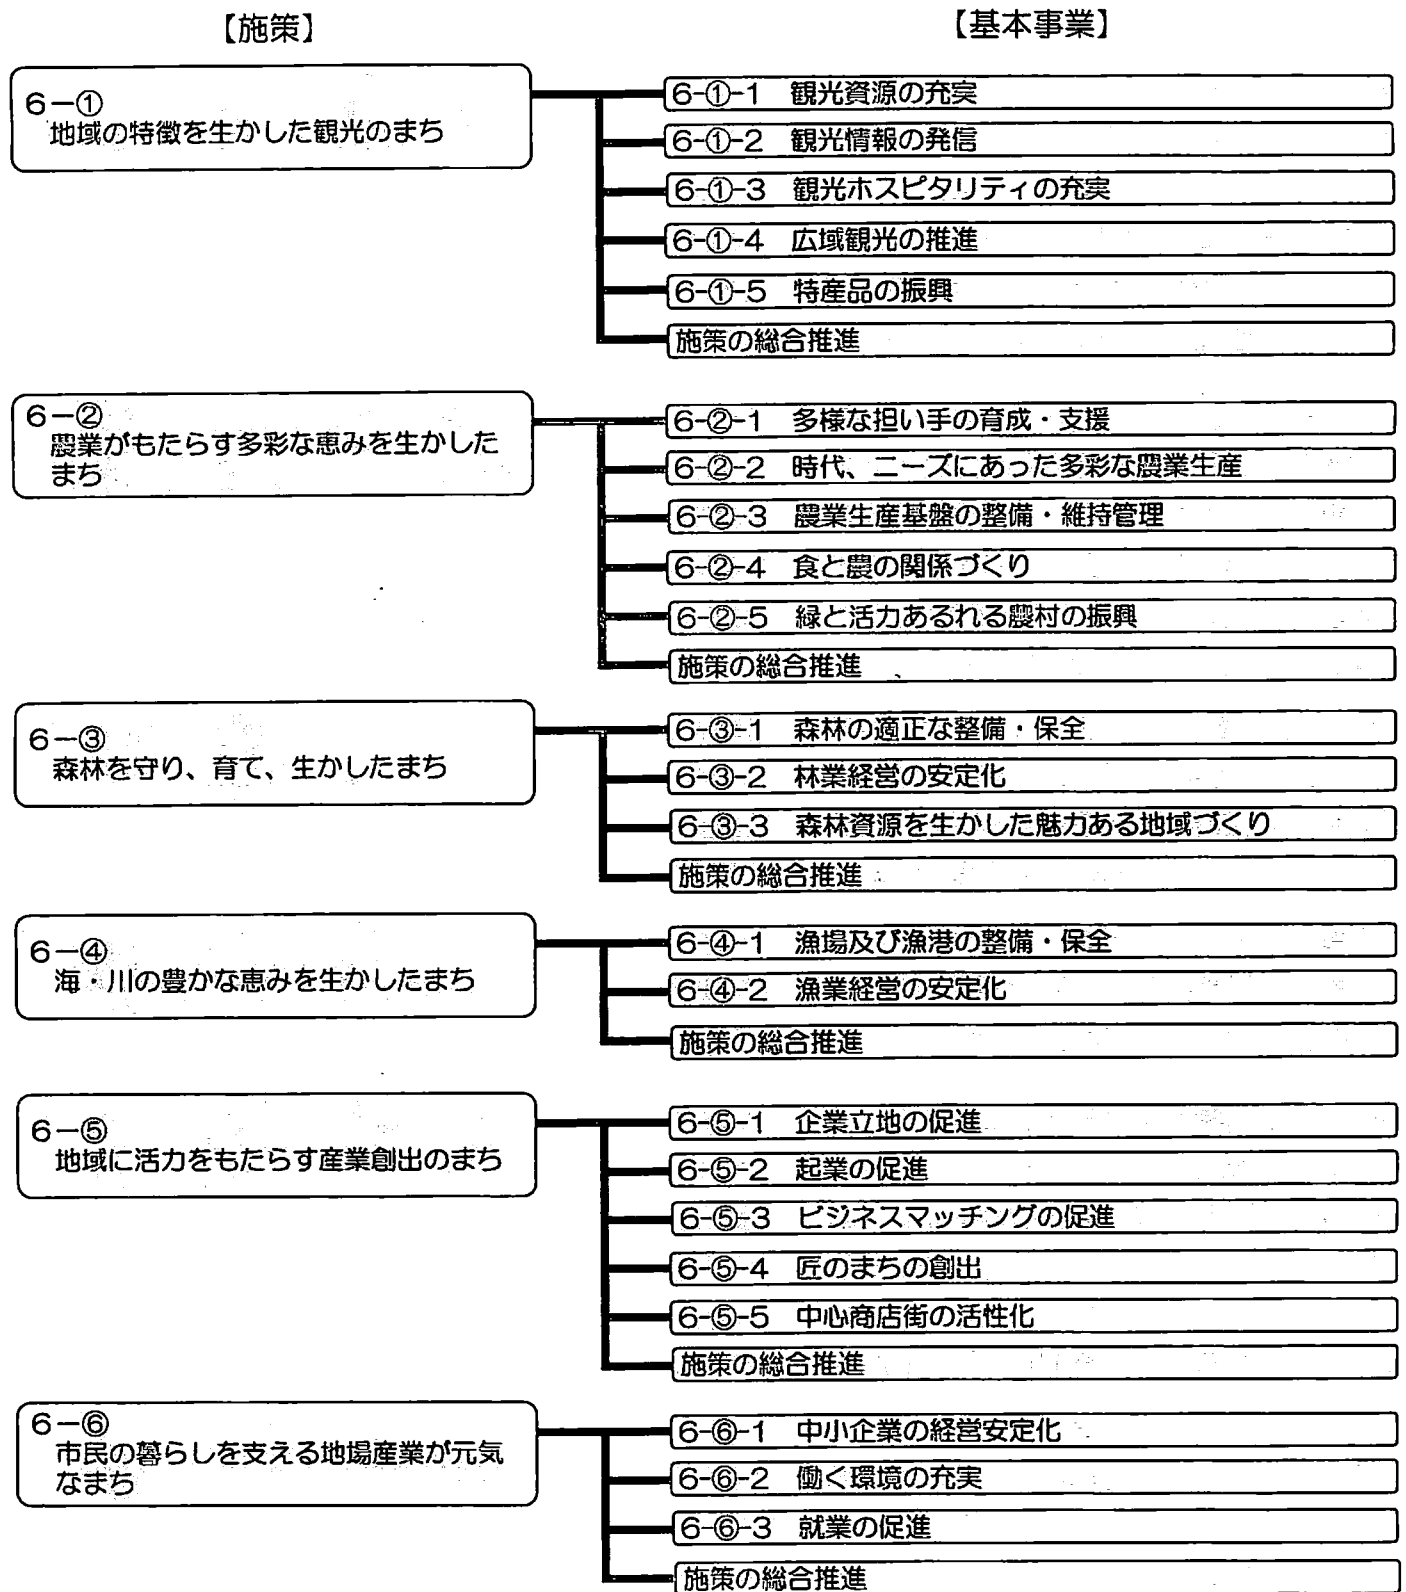 【施策】
【基本事業】
6-①
地域の特徴を生かした観光のまち
6-①-1 観光資源の充実
6-①-2 観光情報の発信
6-①-3 観光ホスピタリティの充実
6-①-4 広域観光の推進
6-①-5 特産品の振興
施策の総合推進
6-②
農業がもたらす多彩な恵みを生かした
まち
6-②-1 多様な担い手の育成・支援
6-②-2 時代、ニーズにあった多彩な農業生産
6-②-3 農業生産基盤の整備・維持管理
6-②-4 食と農の関係づくり
6-②-5 緑と活力あるれる農村の振興
施策の総合推進
6-③
森林を守り、育て、生かしたまち
6-③-1 森林の適正な整備・保全
6-③-2 林業経営の安定化
6-③-3 森林資源を生かした魅力ある地域づくり
施策の総合推進
6-④
海・川の豊かな恵みを生かしたまち
6-④-1 漁場及び漁港の整備・保全
6-④-2 漁業経営の安定化
施策の総合推進
6-⑤
地域に活力をもたらす産業創出のまち
6-⑤-1 企業立地の促進
6-⑤-2 起業の促進
6-⑤-3 ビジネスマッチングの促進
6-⑤-4 匠のまちの創出
6-⑤-5 中心商店街の活性化
施策の総合推進
6-⑥
市民の暮らしを支える地場産業が元気
なまち
6-⑥-1 中小企業の経営安定化
6-⑥-2 働く環境の充実
6-⑥-3 就業の促進
施策の総合推進